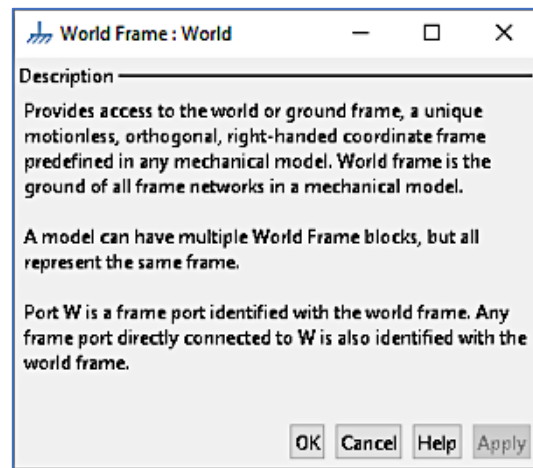 World Frame : World
Description
Provides access to the world or ground frame, a unique
motionless, orthogonal, right-handed coordinate frame
predefined in any mechanical model. World frame is the
ground of all frame networks in a mechanical model.
A model can have multiple World Frame blocks, but all
represent the same frame.
Port W is a frame port identified with the world frame. Any
frame port directly connected to W is also identified with the
world frame.
OK Cancel Help Apply